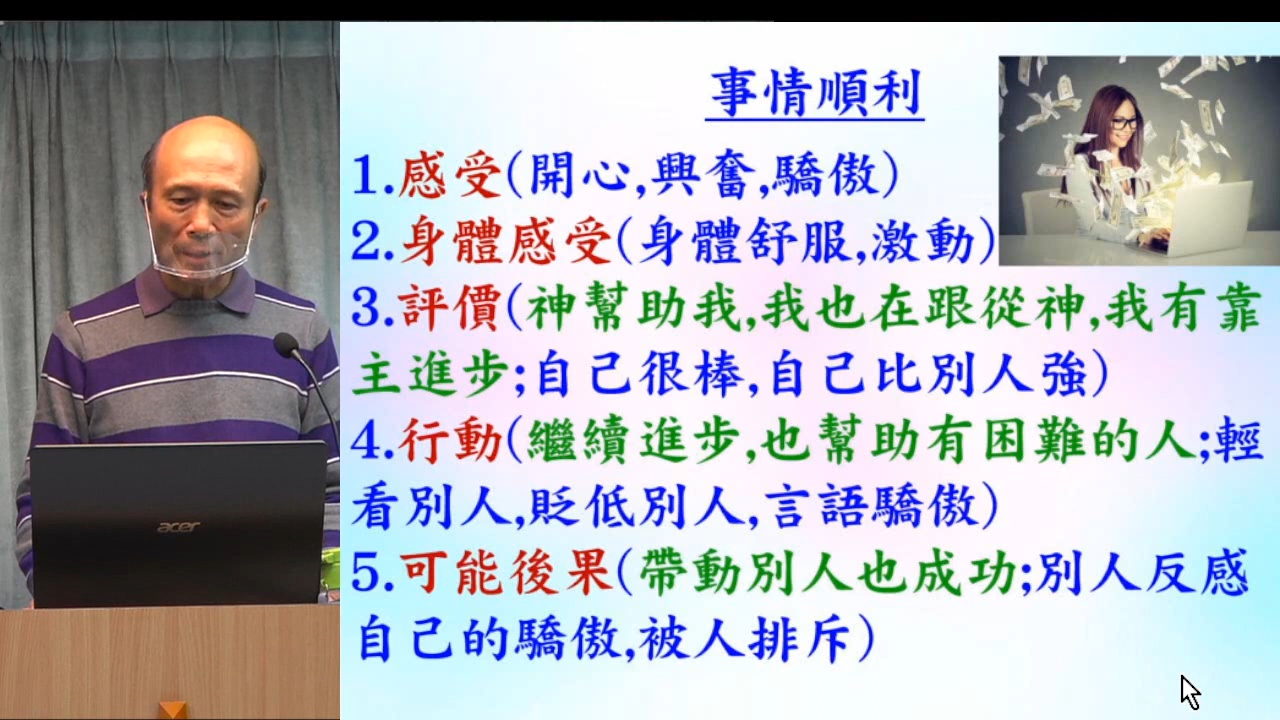 事情順利
1.感受(開心,興奮,驕傲)
2.身體感受(身體舒服,激動)
3.評價(神幫助我,我也在跟從神,我有靠
主進步;自己很棒,自己比別人強)
4.行動(繼續進步,也幫助有困難的人;輕
看別人,貶低別人,言語驕傲)
5.可能後果(帶動別人也成功;別人反感
自己的驕傲,被人排斥)
acer